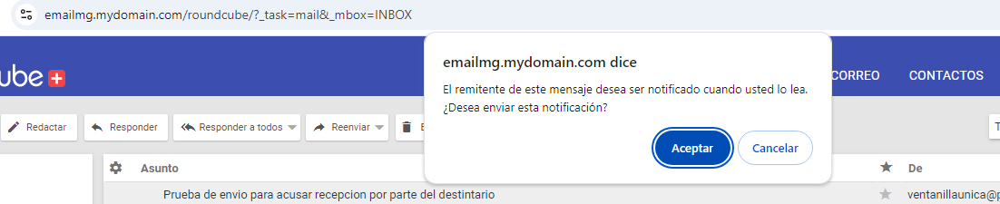 emailmg.mydomain.com/roundcube/?_task=mail&_mbox=INBOX
emailmg.mydomain.com dice
El remitente de este mensaje desea ser notificado cuando usted lo lea.
¿Desea enviar esta notificación?
Aceptar
Cancelar
ube
CORREO
CONTACTOS
Redactar
Responder
Responder a todos
Reenviar
Asunto
De
Prueba de envio para acusar recepcion por parte del destintario
ventanillaunica@p